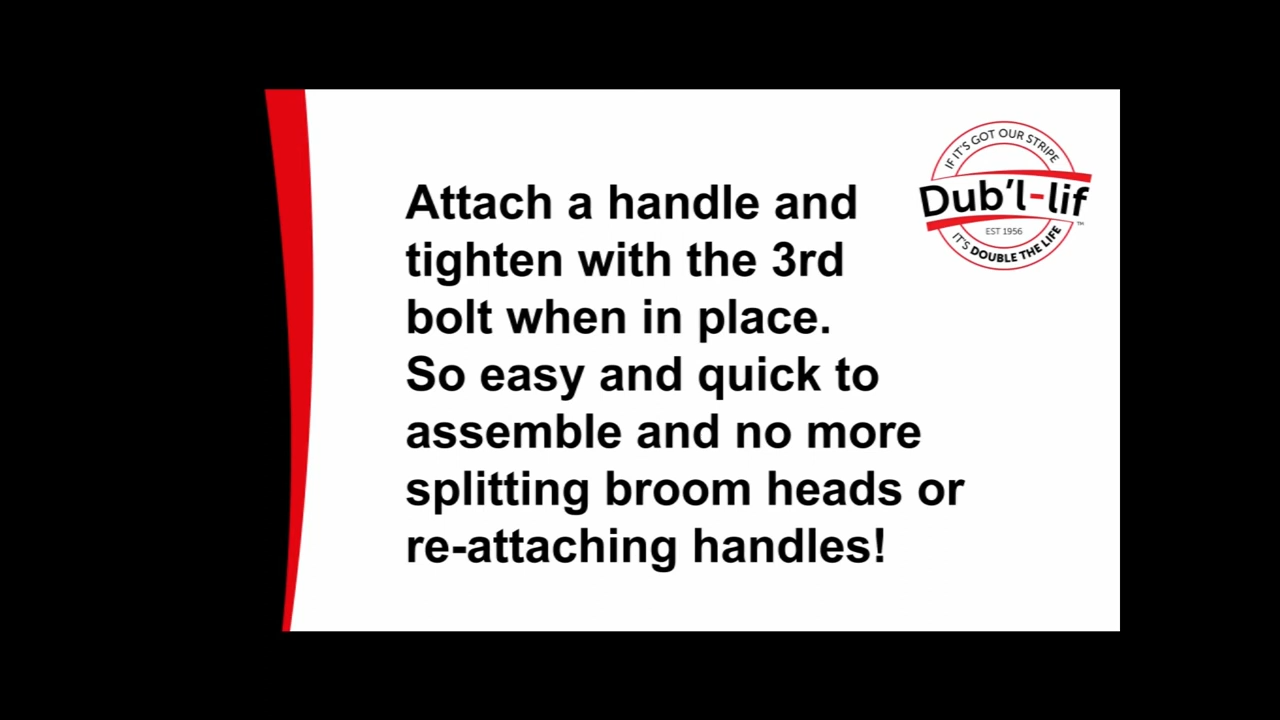 Attach a handle and
tighten with the 3rd
bolt when in place.
So easy and quick to
assemble and no more
splitting broom heads or
re-attaching handles!
IF IT'S GOT OUR STRIPE
Dub'l-lif
™
EST 1956
IT'S DOUBLE THE LIFE